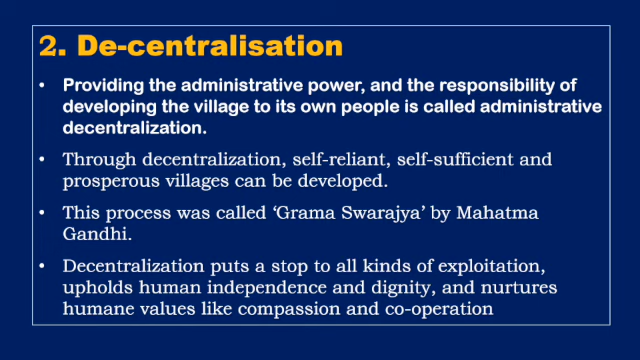 2. De-centralisation
• Providing the administrative power, and the responsibility of
developing the village to its own people is called administrative
decentralization.
• Through decentralization, self-reliant, self-sufficient and
prosperous villages can be developed.
• This process was called ‘Grama Swarajya’ by Mahatma
Gandhi.
• Decentralization puts a stop to all kinds of exploitation,
upholds human independence and dignity, and nurtures
humane values like compassion and co-operation